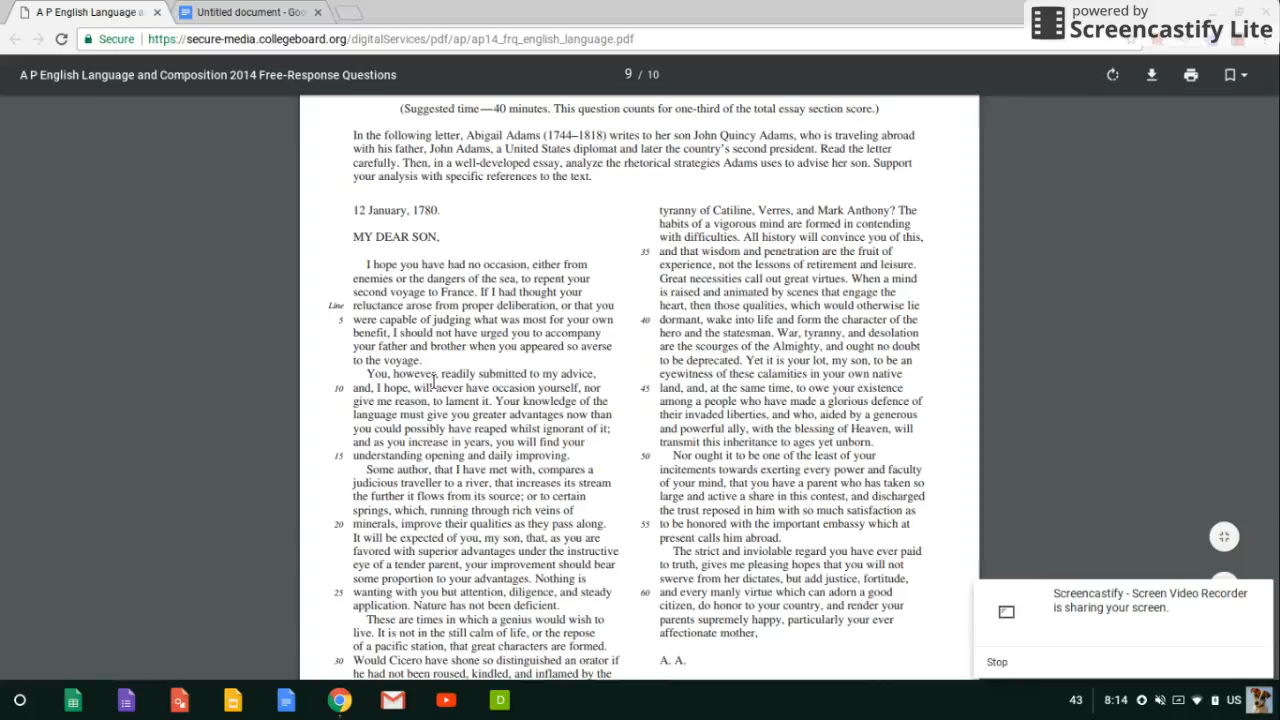 A P English Language a
Untitled document - Goo
powered by
Screencastify Lite
Secure
https://secure-media.collegeboard.org/digitalServices/pdf/ap/ap14_frq_english_language.pdf
A P English Language and Composition 2014 Free-Response Questions
9 / 10
(Suggested time—40 minutes. This question counts for one-third of the total essay section score.)
In the following letter, Abigail Adams (1744–1818) writes to her son John Quincy Adams, who is traveling abroad
with his father, John Adams, a United States diplomat and later the country's second president. Read the letter
carefully. Then, in a well-developed essay, analyze the rhetorical strategies Adams uses to advise her son. Support
your analysis with specific references to the text.
12 January, 1780.
MY DEAR SON,
I hope you have had no occasion, either from
enemies or the dangers of the sea, to repent your
second voyage to France. If I had thought your
Line reluctance arose from proper deliberation, or that you
5 were capable of judging what was most for your own
benefit, I should not have urged you to accompany
your father and brother when you appeared so averse
to the voyage.
You, however, readily submitted to my advice,
10 and, I hope, will never have occasion yourself, nor
give me reason, to lament it. Your knowledge of the
language must give you greater advantages now than
you could possibly have reaped whilst ignorant of it;
and as you increase in years, you will find your
15 understanding opening and daily improving.
Some author, that I have met with, compares a
judicious traveller to a river, that increases its stream
the further it flows from its source; or to certain
springs, which, running through rich veins of
20 minerals, improve their qualities as they pass along.
It will be expected of you, my son, that, as you are
favored with superior advantages under the instructive
eye of a tender parent, your improvement should bear
some proportion to your advantages. Nothing is
25 wanting with you but attention, diligence, and steady
application. Nature has not been deficient.
These are times in which a genius would wish to
live. It is not in the still calm of life, or the repose
of a pacific station, that great characters are formed.
30 Would Cicero have shone so distinguished an orator if
he had not been roused, kindled, and inflamed by the
tyranny of Catiline, Verres, and Mark Anthony? The
habits of a vigorous mind are formed in contending
with difficulties. All history will convince you of this,
35 and that wisdom and penetration are the fruit of
experience, not the lessons of retirement and leisure.
Great necessities call out great virtues. When a mind
is raised and animated by scenes that engage the
heart, then those qualities, which would otherwise lie
40 dormant, wake into life and form the character of the
hero and the statesman. War, tyranny, and desolation
are the scourges of the Almighty, and ought no doubt
to be deprecated. Yet it is your lot, my son, to be an
eyewitness of these calamities in your own native
45 land, and, at the same time, to owe your existence
among a people who have made a glorious defence of
their invaded liberties, and who, aided by a generous
and powerful ally, with the blessing of Heaven, will
transmit this inheritance to ages yet unborn.
50 Nor ought it to be one of the least of your
incitements towards exerting every power and faculty
of your mind, that you have a parent who has taken so
large and active a share in this contest, and discharged
the trust reposed in him with so much satisfaction as
55 to be honored with the important embassy which at
present calls him abroad.
The strict and inviolable regard you have ever paid
to truth, gives me pleasing hopes that you will not
swerve from her dictates, but add justice, fortitude,
60 and every manly virtue which can adorn a good
citizen, do honor to your country, and render your
parents supremely happy, particularly your ever
affectionate mother,
A. A.
Screencastify - Screen Video Recorder
is sharing your screen.
Stop
D
43
8:14
US